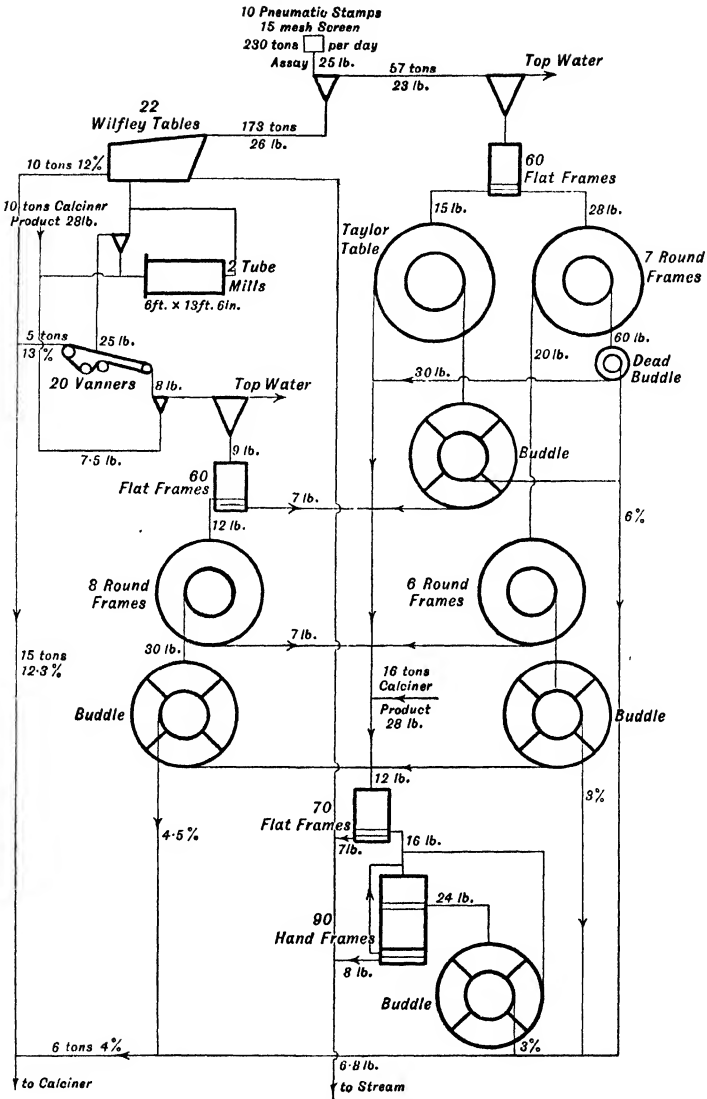 10 Pneumatic Stamps
15 mesh Screen
230 tons per day
Assay 25 lb.
57 tons
23 lb.
Top Water
22
Wilfley Tables
173 tons
26 lb.
10 tons 12%
60
Flat Frames
10 tons Calciner
Product 28lb.
15 lb.
28 lb.
Taylor
Table
7 Round
Frames
2 Tube
Mills
6ft. × 13ft. 6in.
5 tons
13 %
25 lb.
20 Vanners
8 lb.
Top Water
60 lb.
20 lb.
Dead
Buddle
30 lb.
7·5 lb.
9 lb.
Buddle
60
Flat Frames
7 lb.
12 lb.
6%
8 Round
Frames
6 Round
Frames
7 lb.
30 lb.
15 tons
12·3 %
16 tons
Calciner
Product
28 lb.
Buddle
Buddle
12 lb.
3%
70
Flat Frames
4·5 %
7lb.
16 lb.
24 lb.
90
Hand Frames
8 lb.
Buddle
3%
6 tons 4%
6·8 lb.
to Calciner
to Stream